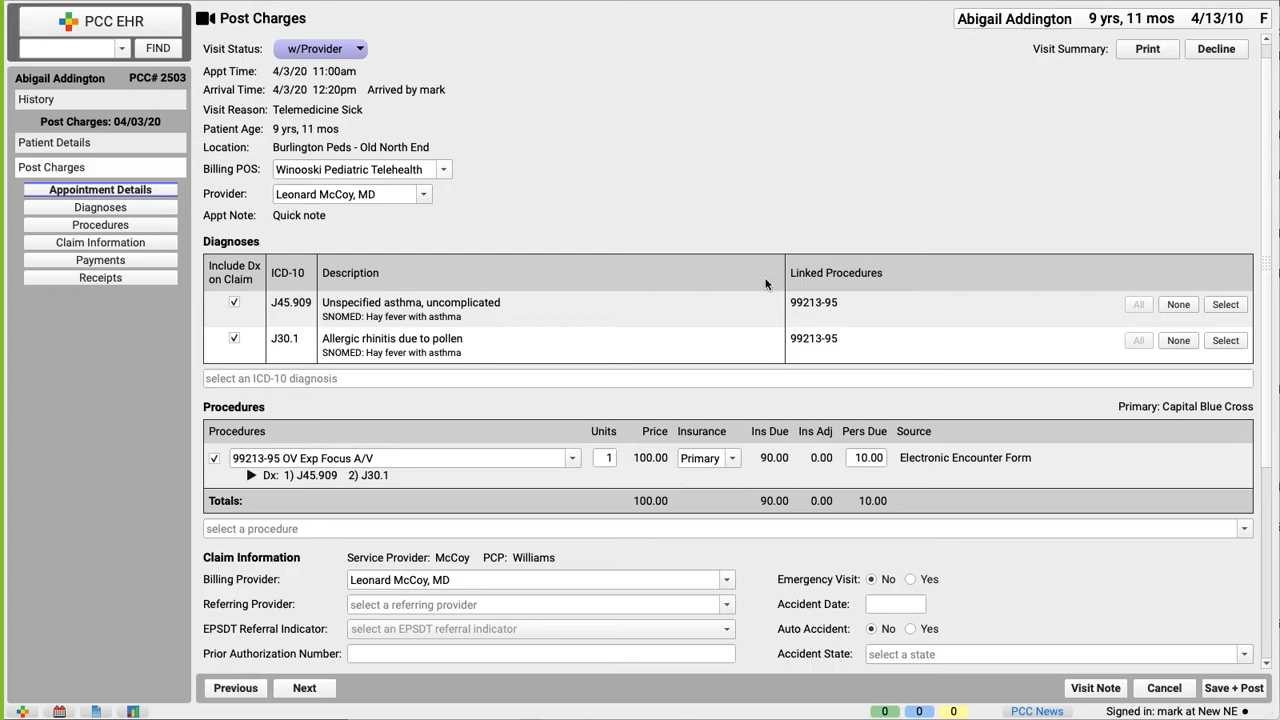 PCC EHR
FIND
Abigail Addington PCC# 2503
History
Post Charges: 04/03/20
Patient Details
Post Charges
Appointment Details
Diagnoses
Procedures
Claim Information
Payments
Receipts
Post Charges
Abigail Addington 9 yrs, 11 mos 4/13/10 F
Visit Status: w/Provider Visit Summary: Print Decline
Appt Time: 4/3/20 11:00am
Arrival Time: 4/3/20 12:20pm Arrived by mark
Visit Reason: Telemedicine Sick
Patient Age: 9 yrs, 11 mos
Location: Burlington Peds - Old North End
Billing POS: Winooski Pediatric Telehealth
Provider: Leonard McCoy, MD
Appt Note: Quick note
Diagnoses
Include Dx on Claim ICD-10 Description Linked Procedures
J45.909 Unspecified asthma, uncomplicated 99213-95 All None Select
SNOMED: Hay fever with asthma
J30.1 Allergic rhinitis due to pollen 99213-95 All None Select
SNOMED: Hay fever with asthma
select an ICD-10 diagnosis
Procedures Primary: Capital Blue Cross
Procedures Units Price Insurance Ins Due Ins Adj Pers Due Source
99213-95 OV Exp Focus A/V 1 100.00 Primary 90.00 0.00 10.00 Electronic Encounter Form
Dx: 1) J45.909 2) J30.1
Totals: 100.00 90.00 0.00 10.00
select a procedure
Claim Information Service Provider: McCoy PCP: Williams
Billing Provider: Leonard McCoy, MD Emergency Visit: No Yes
Referring Provider: select a referring provider Accident Date:
EPSDT Referral Indicator: select an EPSDT referral indicator Auto Accident: No Yes
Prior Authorization Number: Accident State: select a state
Previous Next Visit Note Cancel Save + Post
0 0 0 PCC News Signed in: mark at New NE